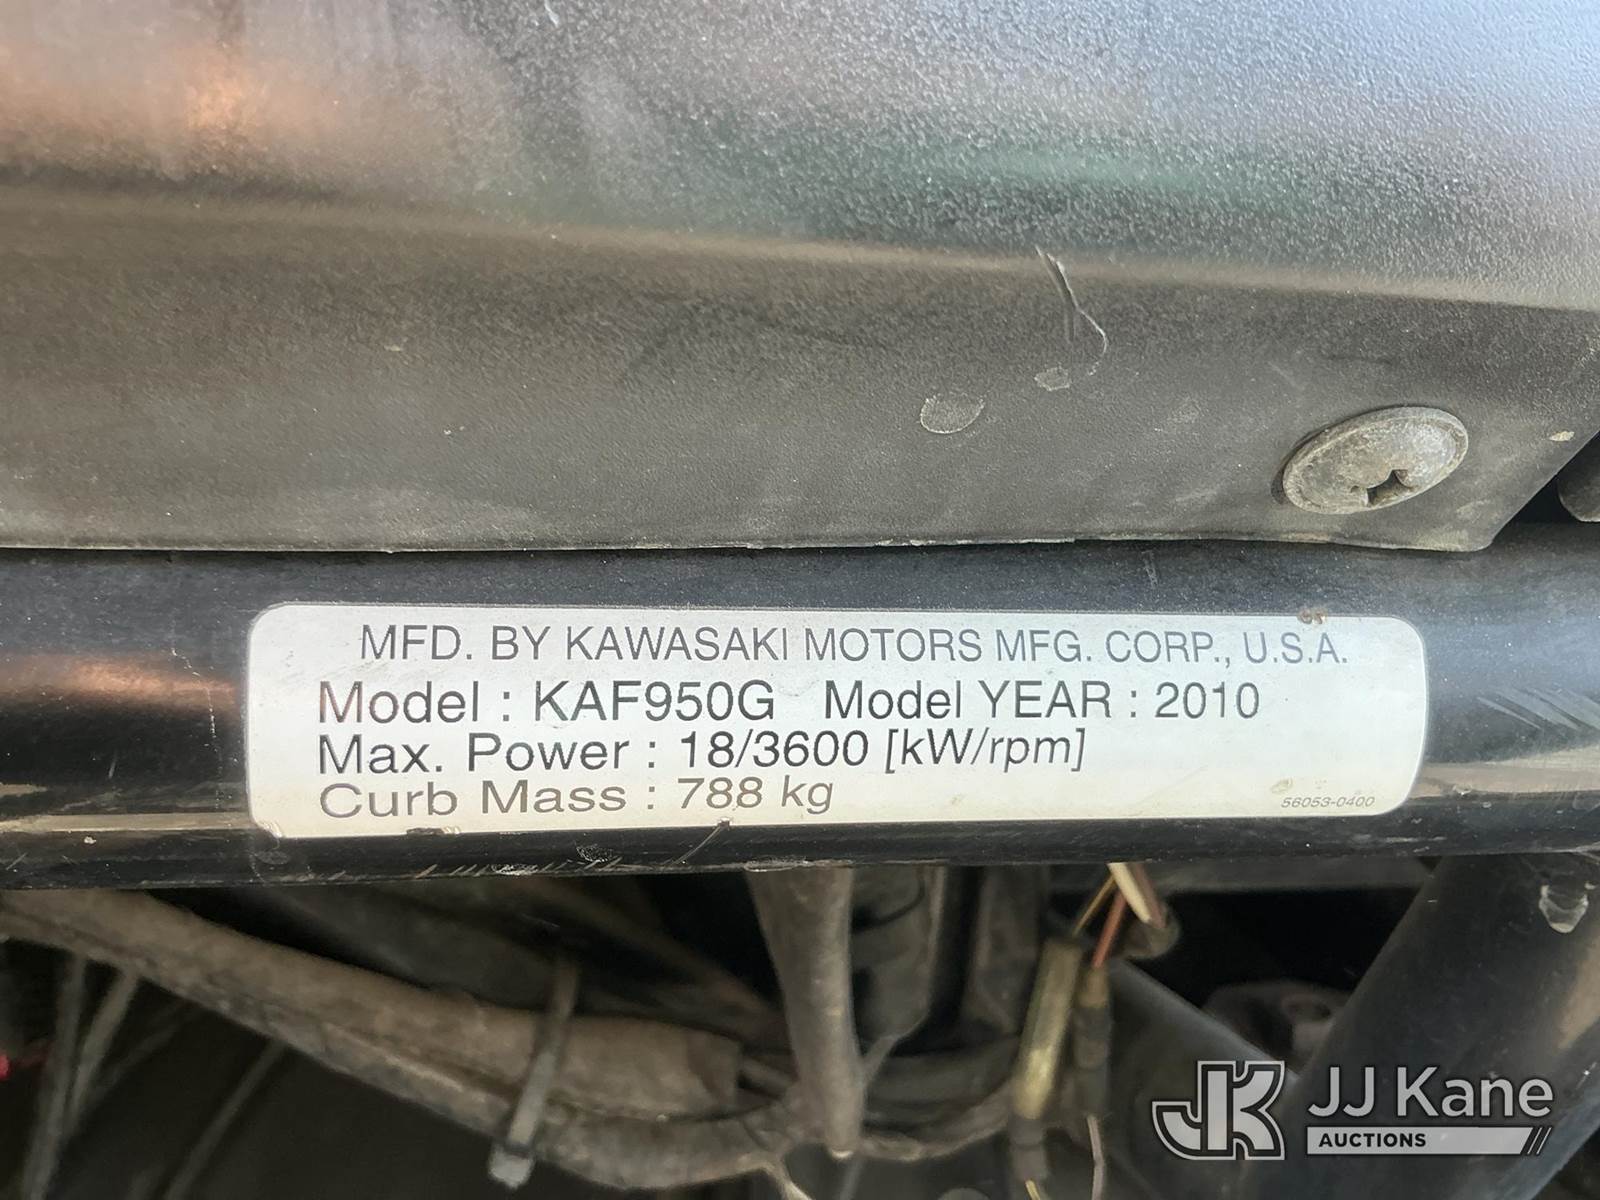 MFD. BY KAWASAKI MOTORS MFG. CORP., U.S.A.
Model : KAF950G Model YEAR : 2010
Max. Power : 18/3600 [kW/rpm]
Curb Mass : 788 kg
56053-0400
JK JJ Kane
AUCTIONS